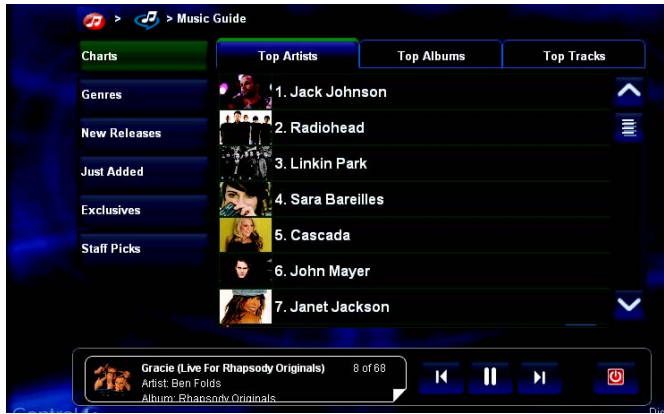 > > Music Guide
Charts
Genres
New Releases
Just Added
Exclusives
Staff Picks
Top Artists Top Albums Top Tracks
1. Jack Johnson
2. Radiohead
3. Linkin Park
4. Sara Bareilles
5. Cascada
6. John Mayer
7. Janet Jackson
Gracie (Live For Rhapsody Originals) 8 of 68
Artist: Ben Folds
Album: Rhapsody Originals